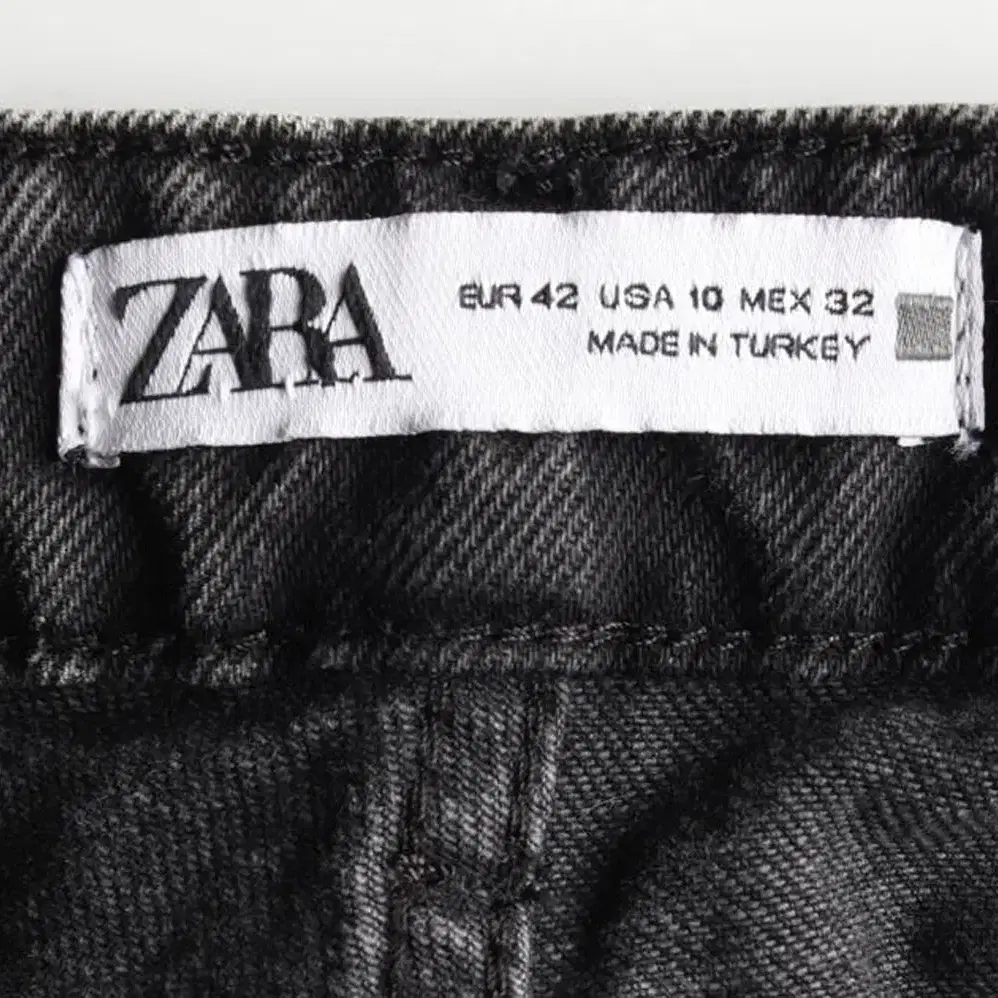 ZARA
EUR 42 USA 10 MEX 32
MADE IN TURKEY